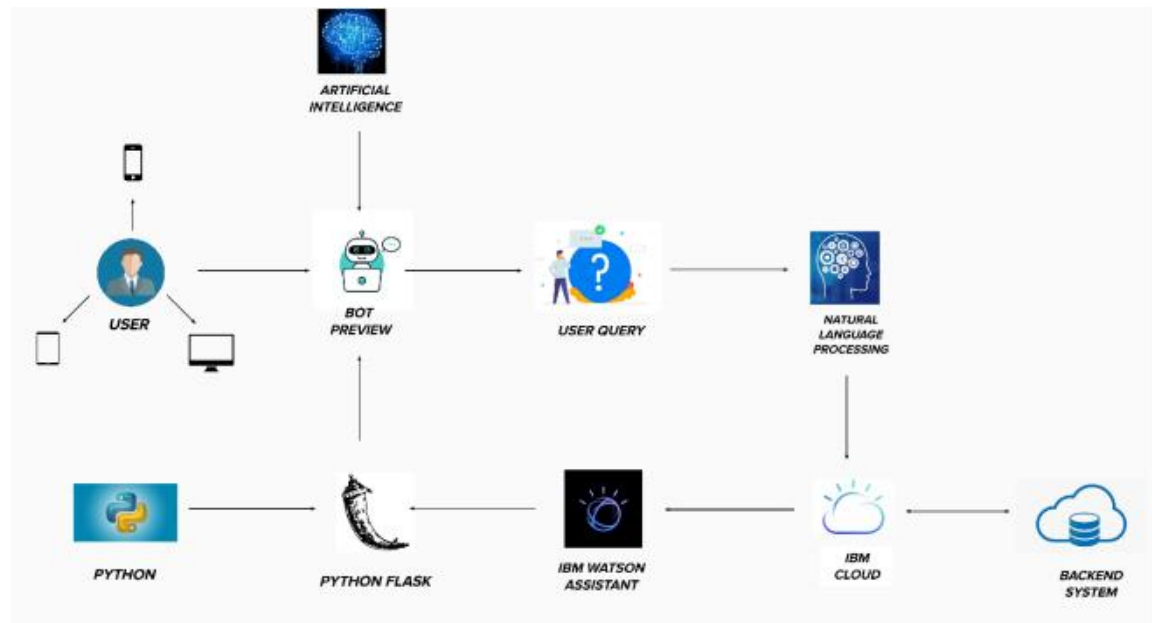 ARTIFICIAL
INTELLIGENCE
USER
BOT
PREVIEW
USER QUERY
NATURAL
LANGUAGE
PROCESSING
PYTHON
PYTHON FLASK
IBM WATSON
ASSISTANT
IBM
CLOUD
BACKEND
SYSTEM